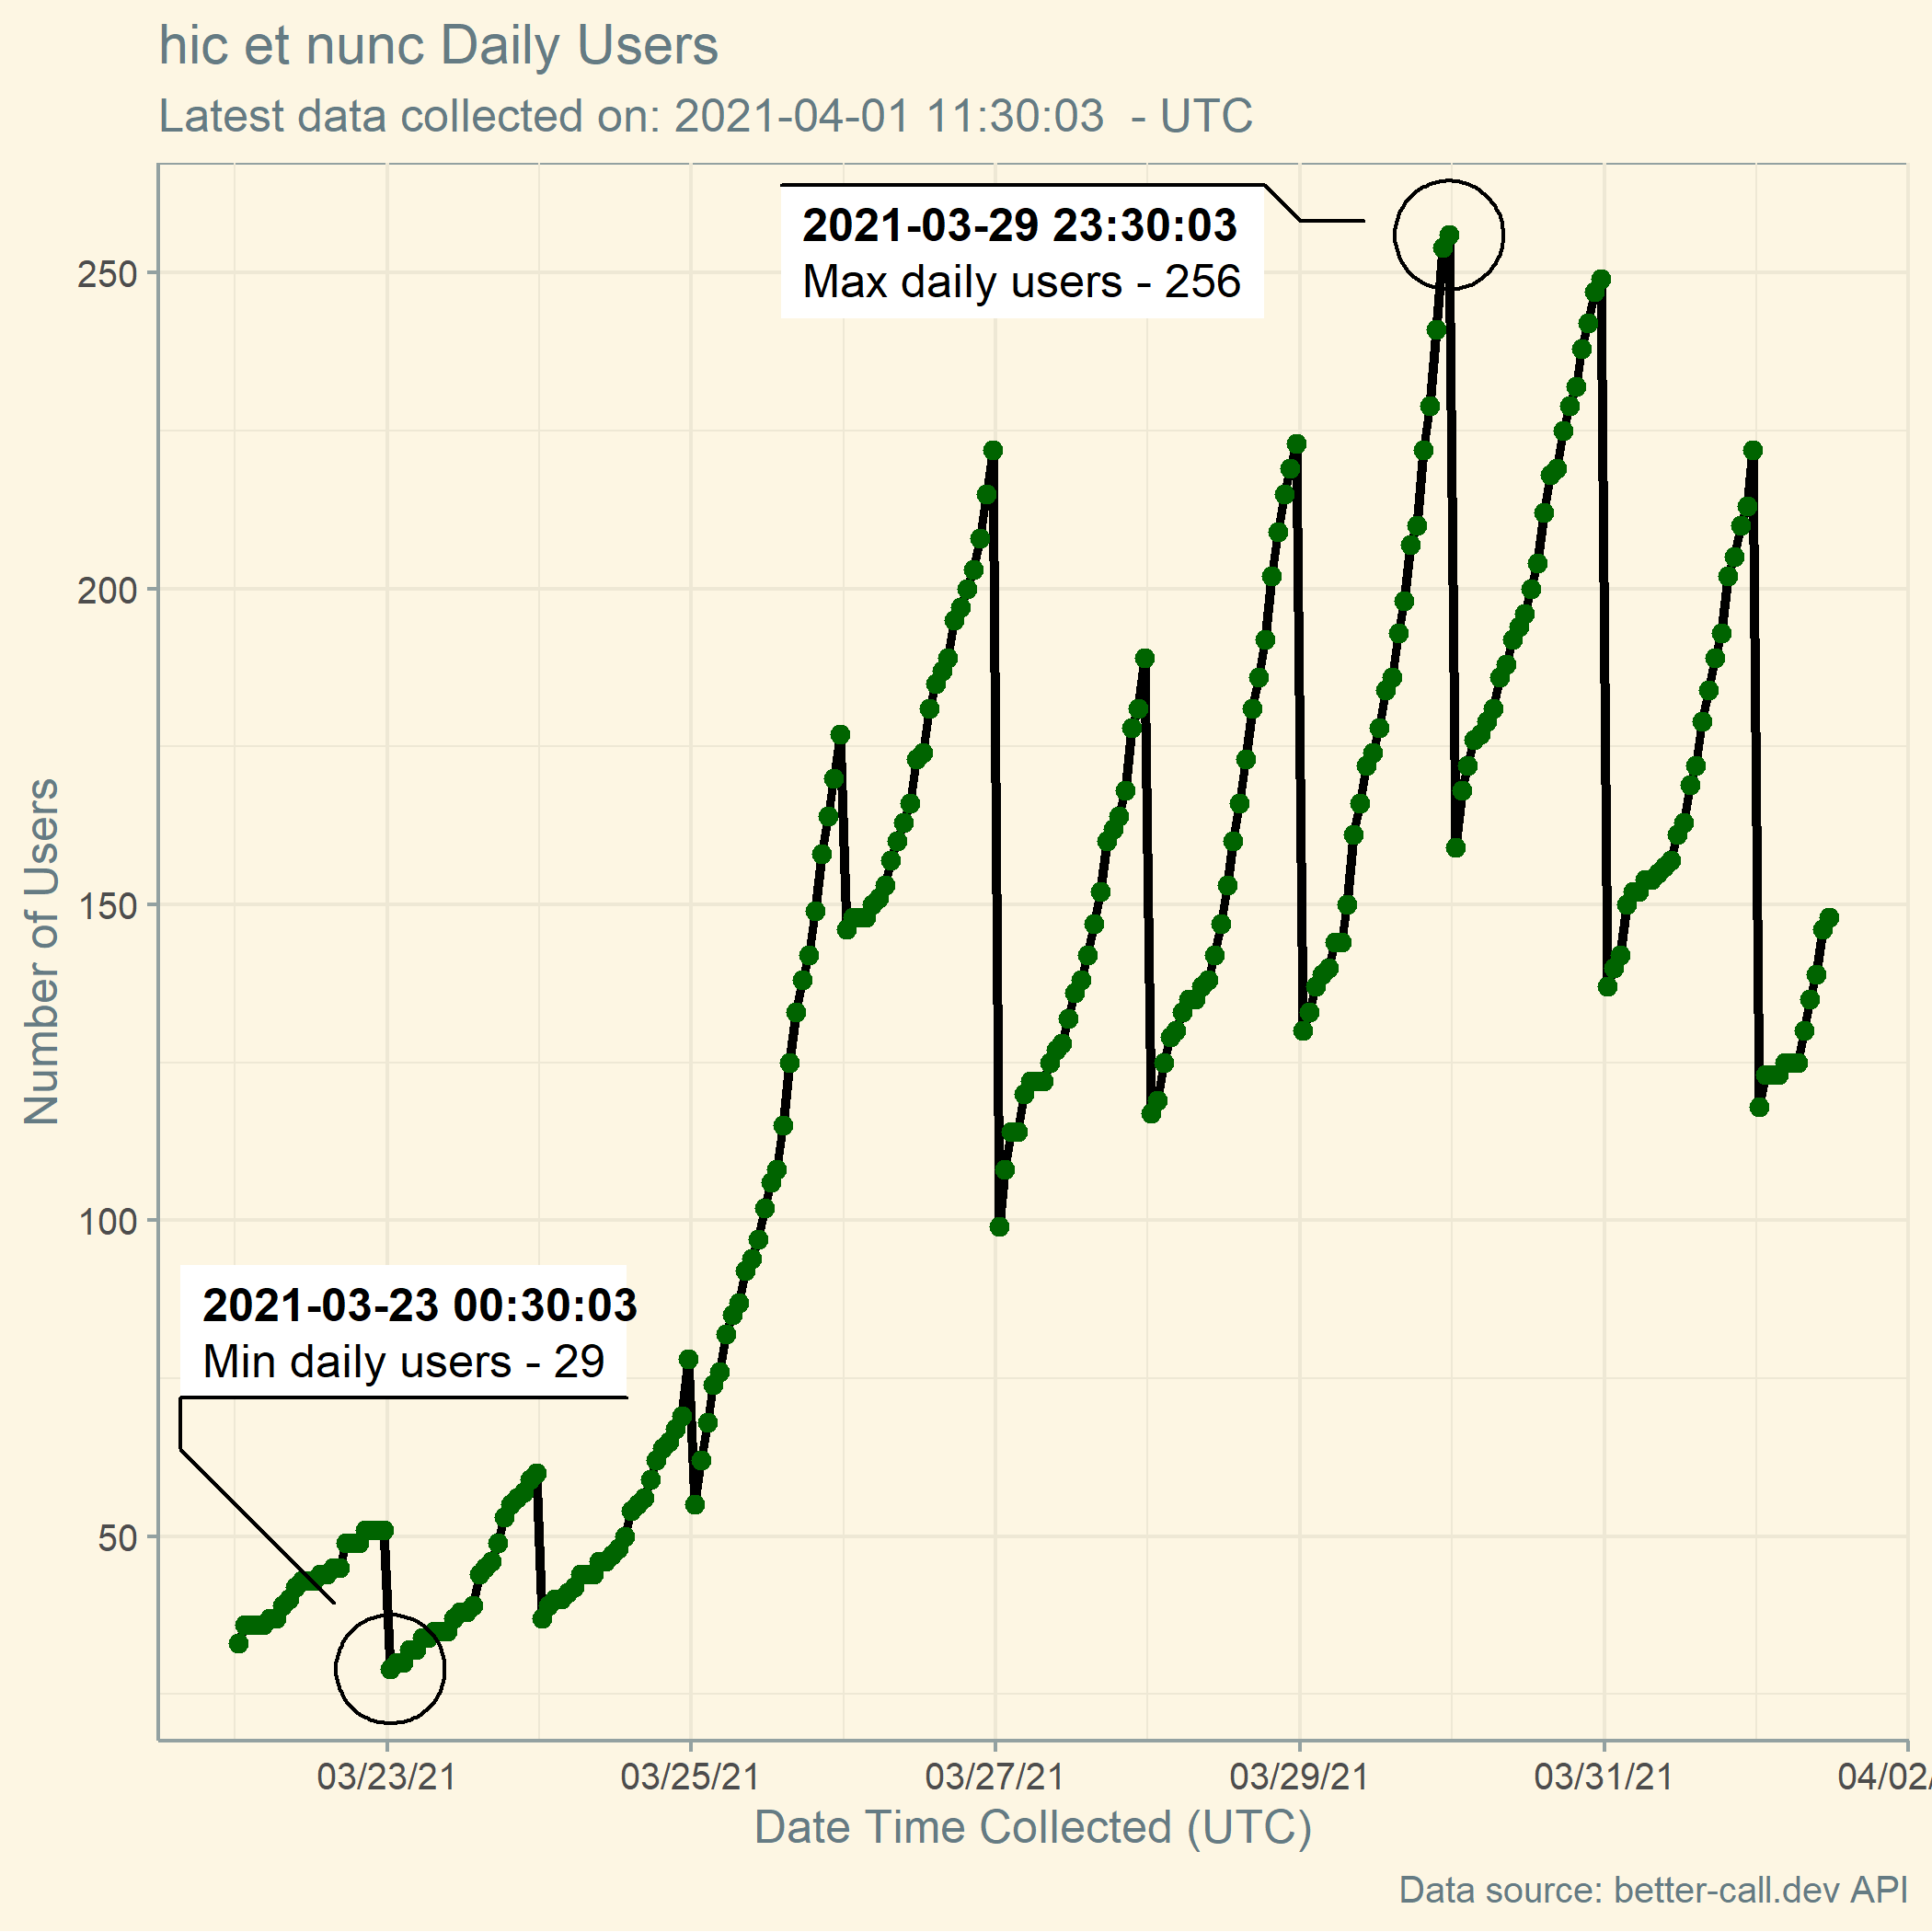 hic et nunc Daily Users
Latest data collected on: 2021-04-01 11:30:03  - UTC
2021-03-29 23:30:03
Max daily users - 256
250
200
150
100
50
Number of Users
2021-03-23 00:30:03
Min daily users - 29
03/23/21 03/25/21 03/27/21 03/29/21 03/31/21 04/02/
Date Time Collected (UTC)
Data source: better-call.dev API